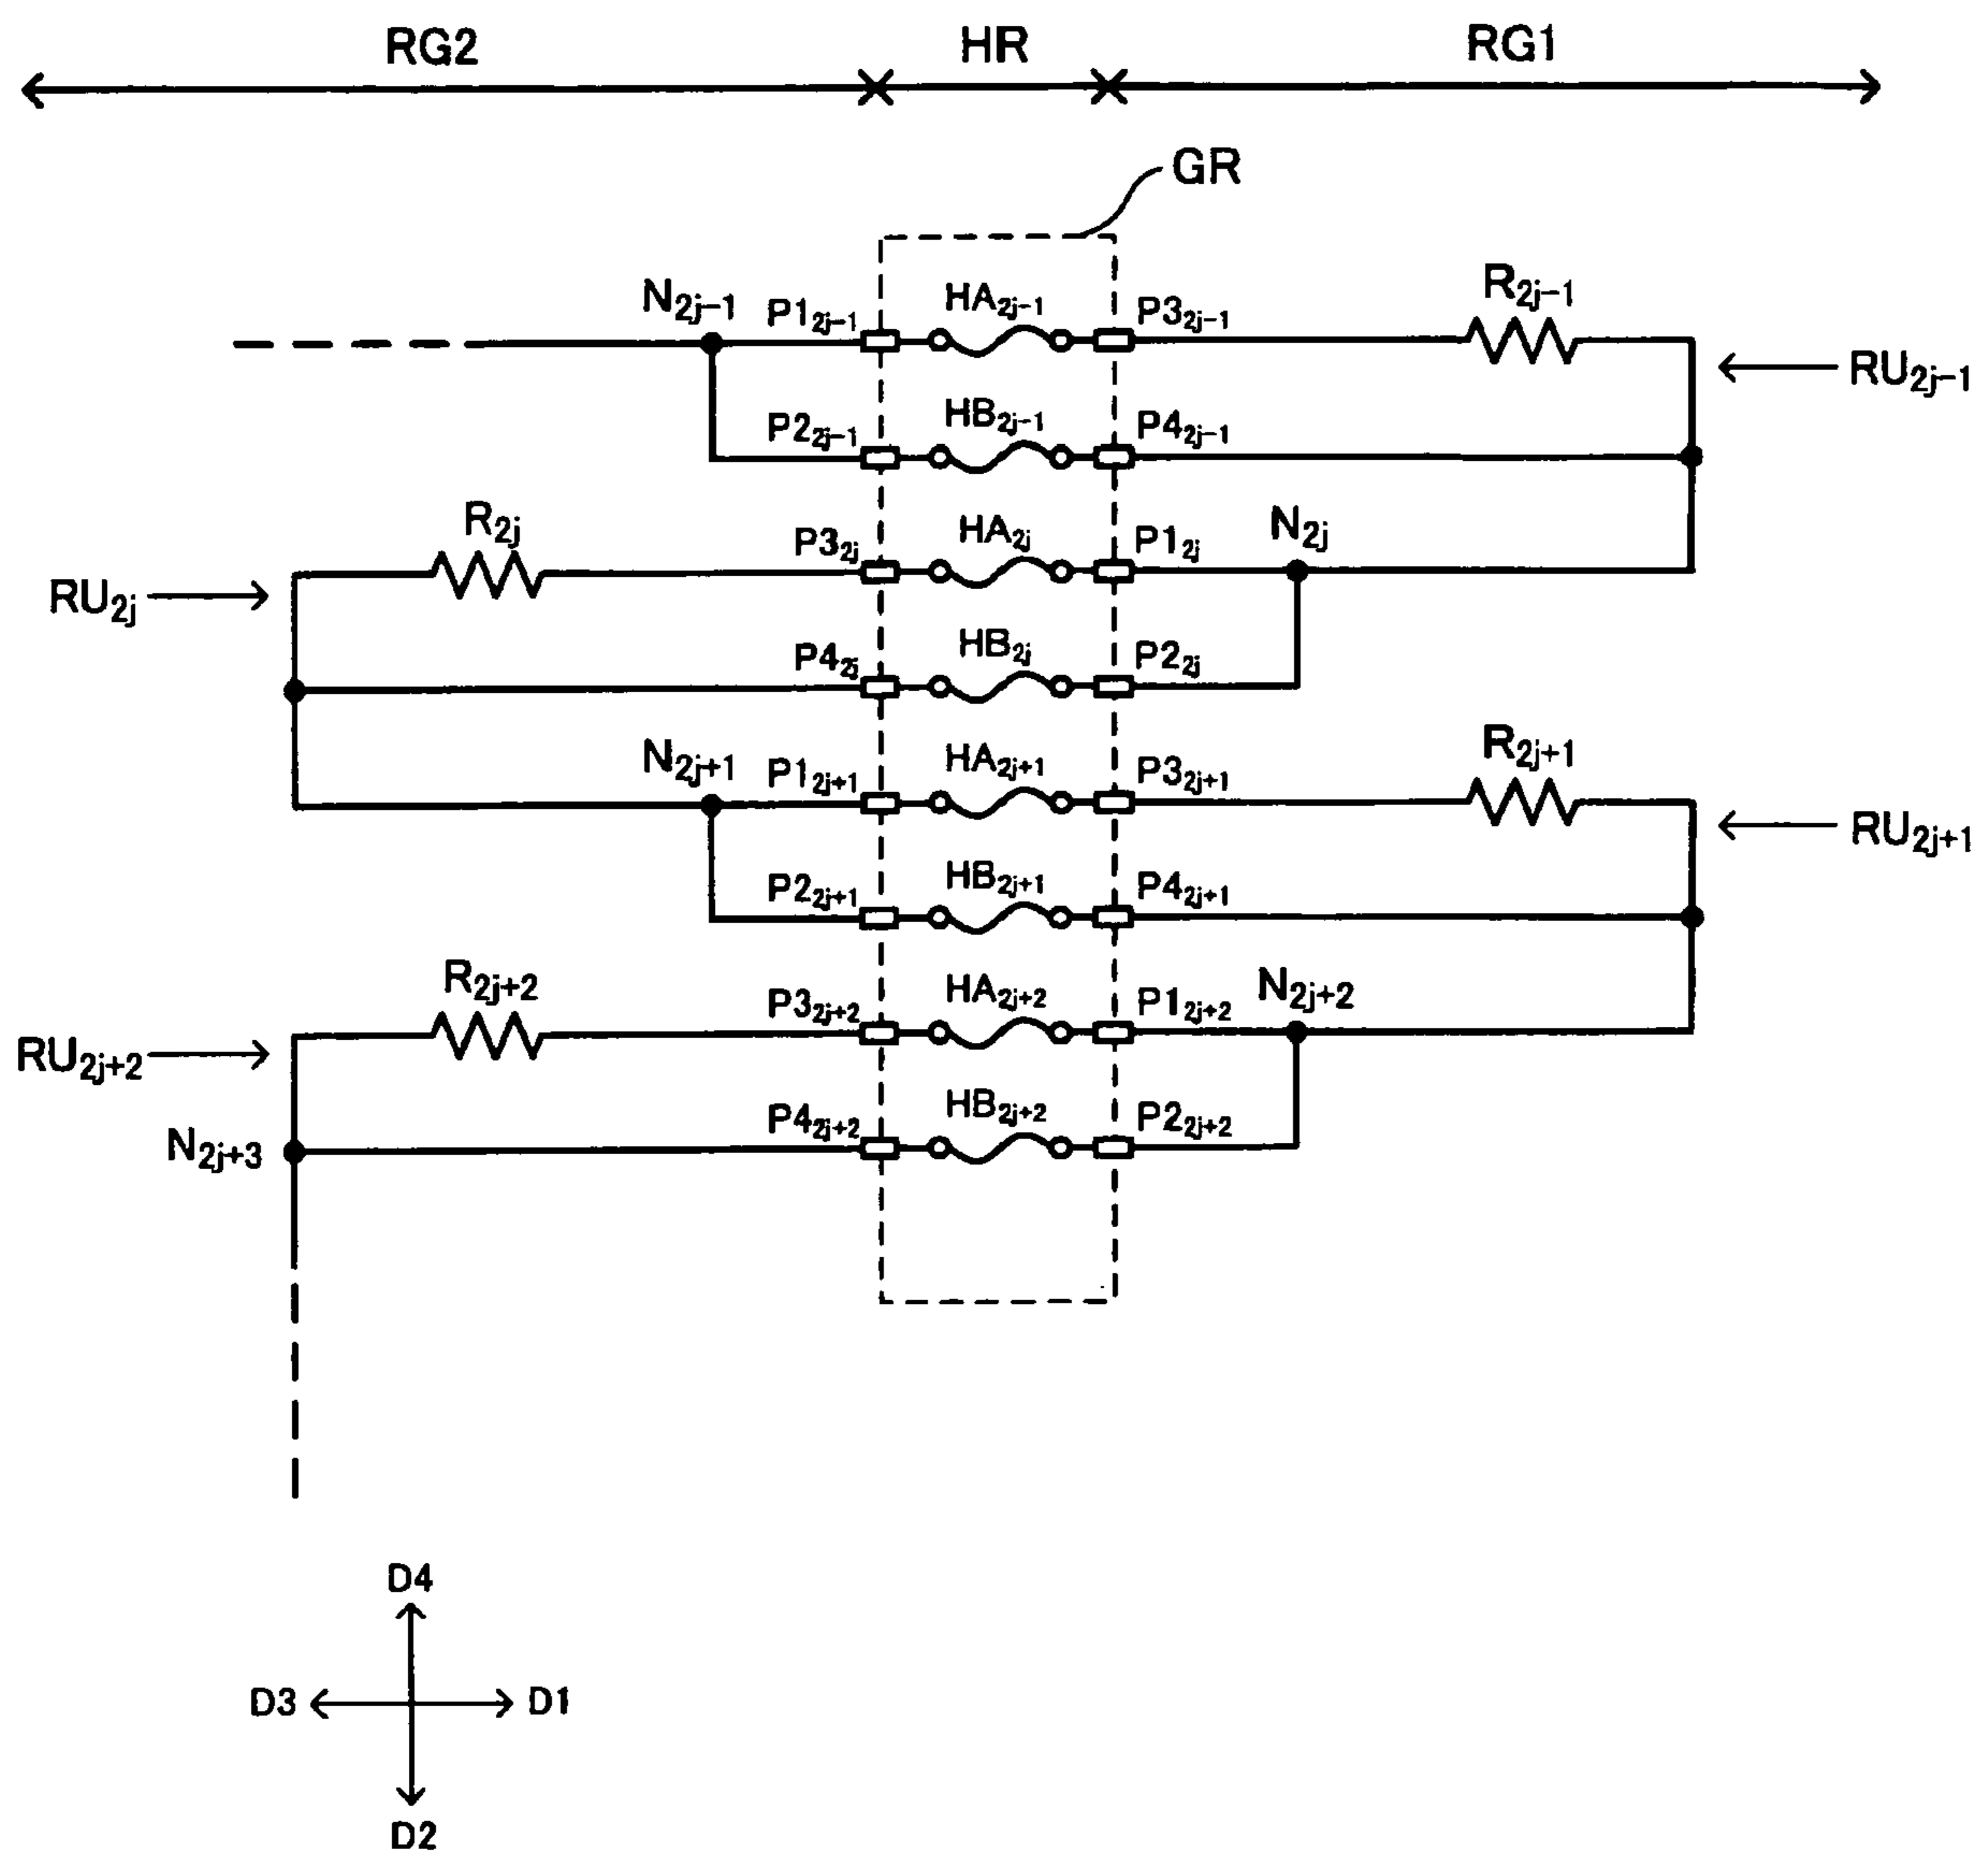 RG2 HR RG1
GR
N2j-1 P12j-1 HA2j-1 P32j-1 R2j-1
RU2j-1
P22j-1 HB2j-1 P42j-1
R2j P32j HA2j P12j N2j
RU2j
P42j HB2j P22j
N2j+1 P12j+1 HA2j+1 P32j+1 R2j+1
RU2j+1
P22j+1 HB2j+1 P42j+1
R2j+2 P32j+2 HA2j+2 P12j+2 N2j+2
RU2j+2
N2j+3 P42j+2 HB2j+2 P22j+2
D4
D3 D1
D2